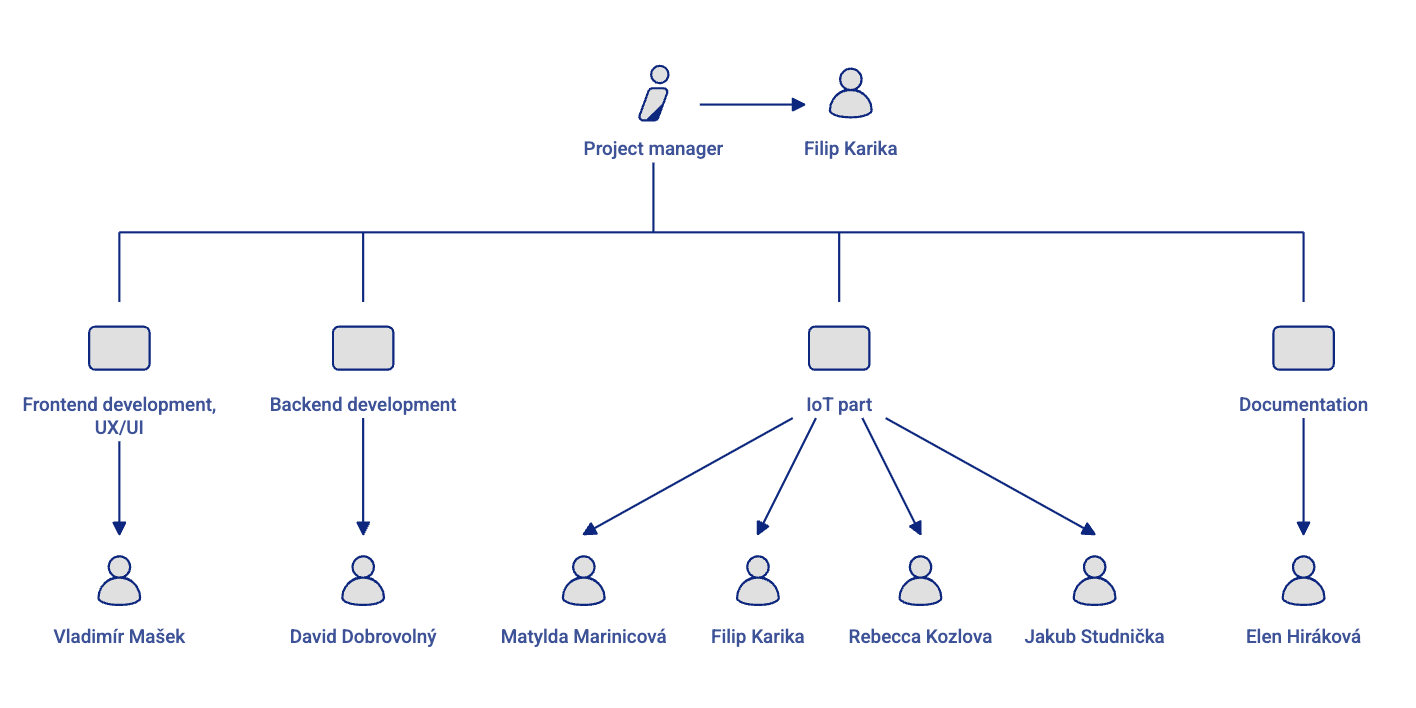 Project manager
Filip Karika
Frontend development,
UX/UI
Backend development
IoT part
Documentation
Vladimír Mašek
David Dobrovolný
Matylda Marinicová
Filip Karika
Rebecca Kozlova
Jakub Studnička
Elen Hiráková